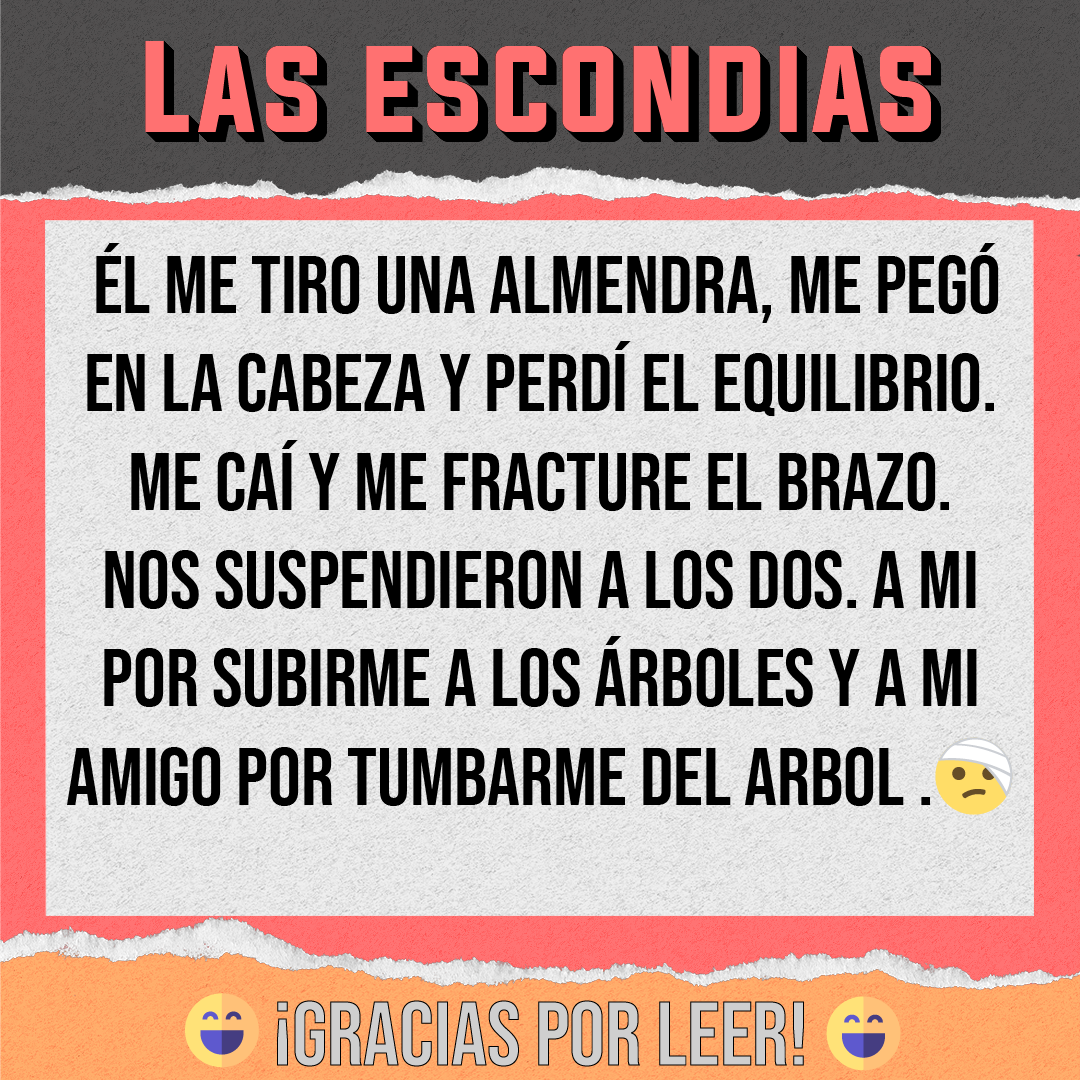 LAS ESCONDIAS
ÉL ME TIRO UNA ALMENDRA, ME PEGÓ
EN LA CABEZA Y PERDÍ EL EQUILIBRIO.
ME CAÍ Y ME FRACTURE EL BRAZO.
NOS SUSPENDIERON A LOS DOS. A MI
POR SUBIRME A LOS ÁRBOLES Y A MI
AMIGO POR TUMBARME DEL ARBOL .🤕
¡GRACIAS POR LEER!